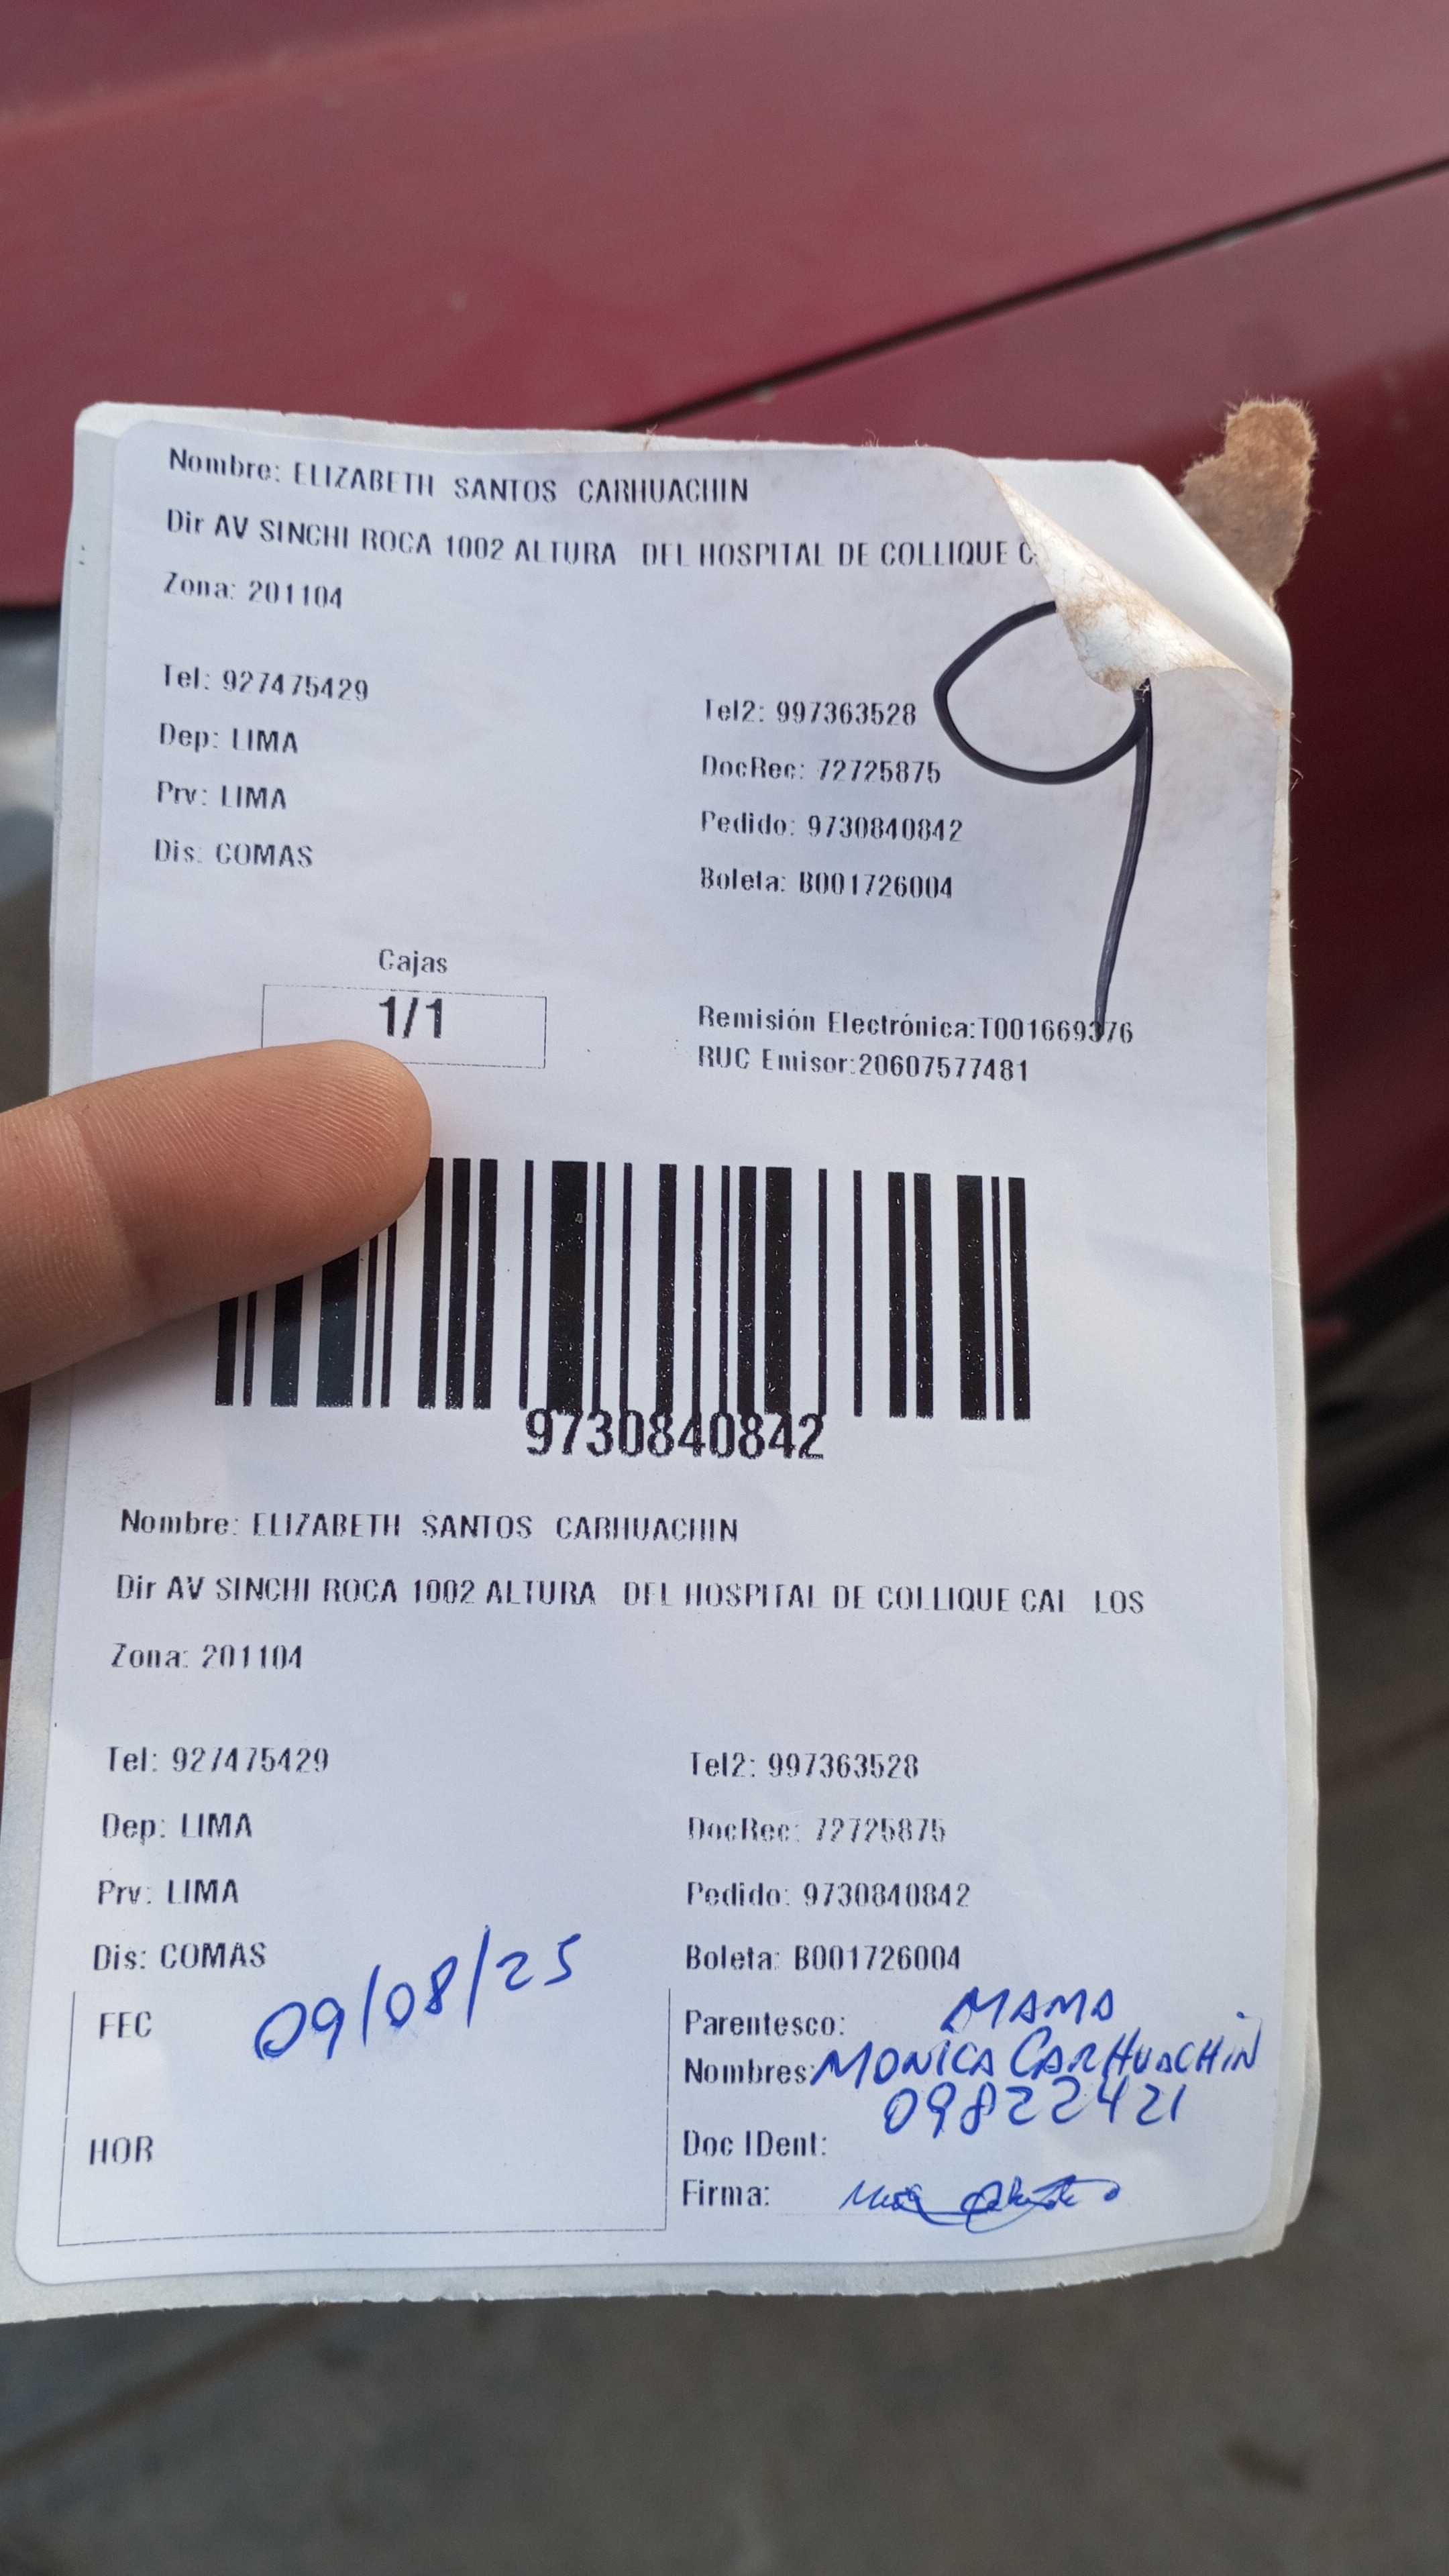 Nombre: ELIZABETH SANTOS CARHUACHIN
Dir AV SINCHI ROCA 1002 ALTURA DEL HOSPITAL DE COLLIQUE C
Zona: 201104
Tel: 927475429
Tel2: 997363528
Dep: LIMA
DocRec: 72725875
Prv: LIMA
Pedido: 9730840842
Dis: COMAS
Boleta: B001726004
9
Cajas
1/1
Remisión Electrónica:T001669376
RUC Emisor:20607577481
9730840842
Nombre: ELIZABETH SANTOS CARHUACHIN
Dir AV SINCHI ROCA 1002 ALTURA DEL HOSPITAL DE COLLIQUE CAL LOS
Zona: 201104
Tel: 927475429
Tel2: 997363528
Dep: LIMA
DocRec: 72725875
Prv: LIMA
Pedido: 9730840842
Dis: COMAS
Boleta: B001726004
FEC 09/08/25
HOR
Parentesco: MAMA
Nombres: MONICA CARHUACHIN
09822421
Doc IDent:
Firma: